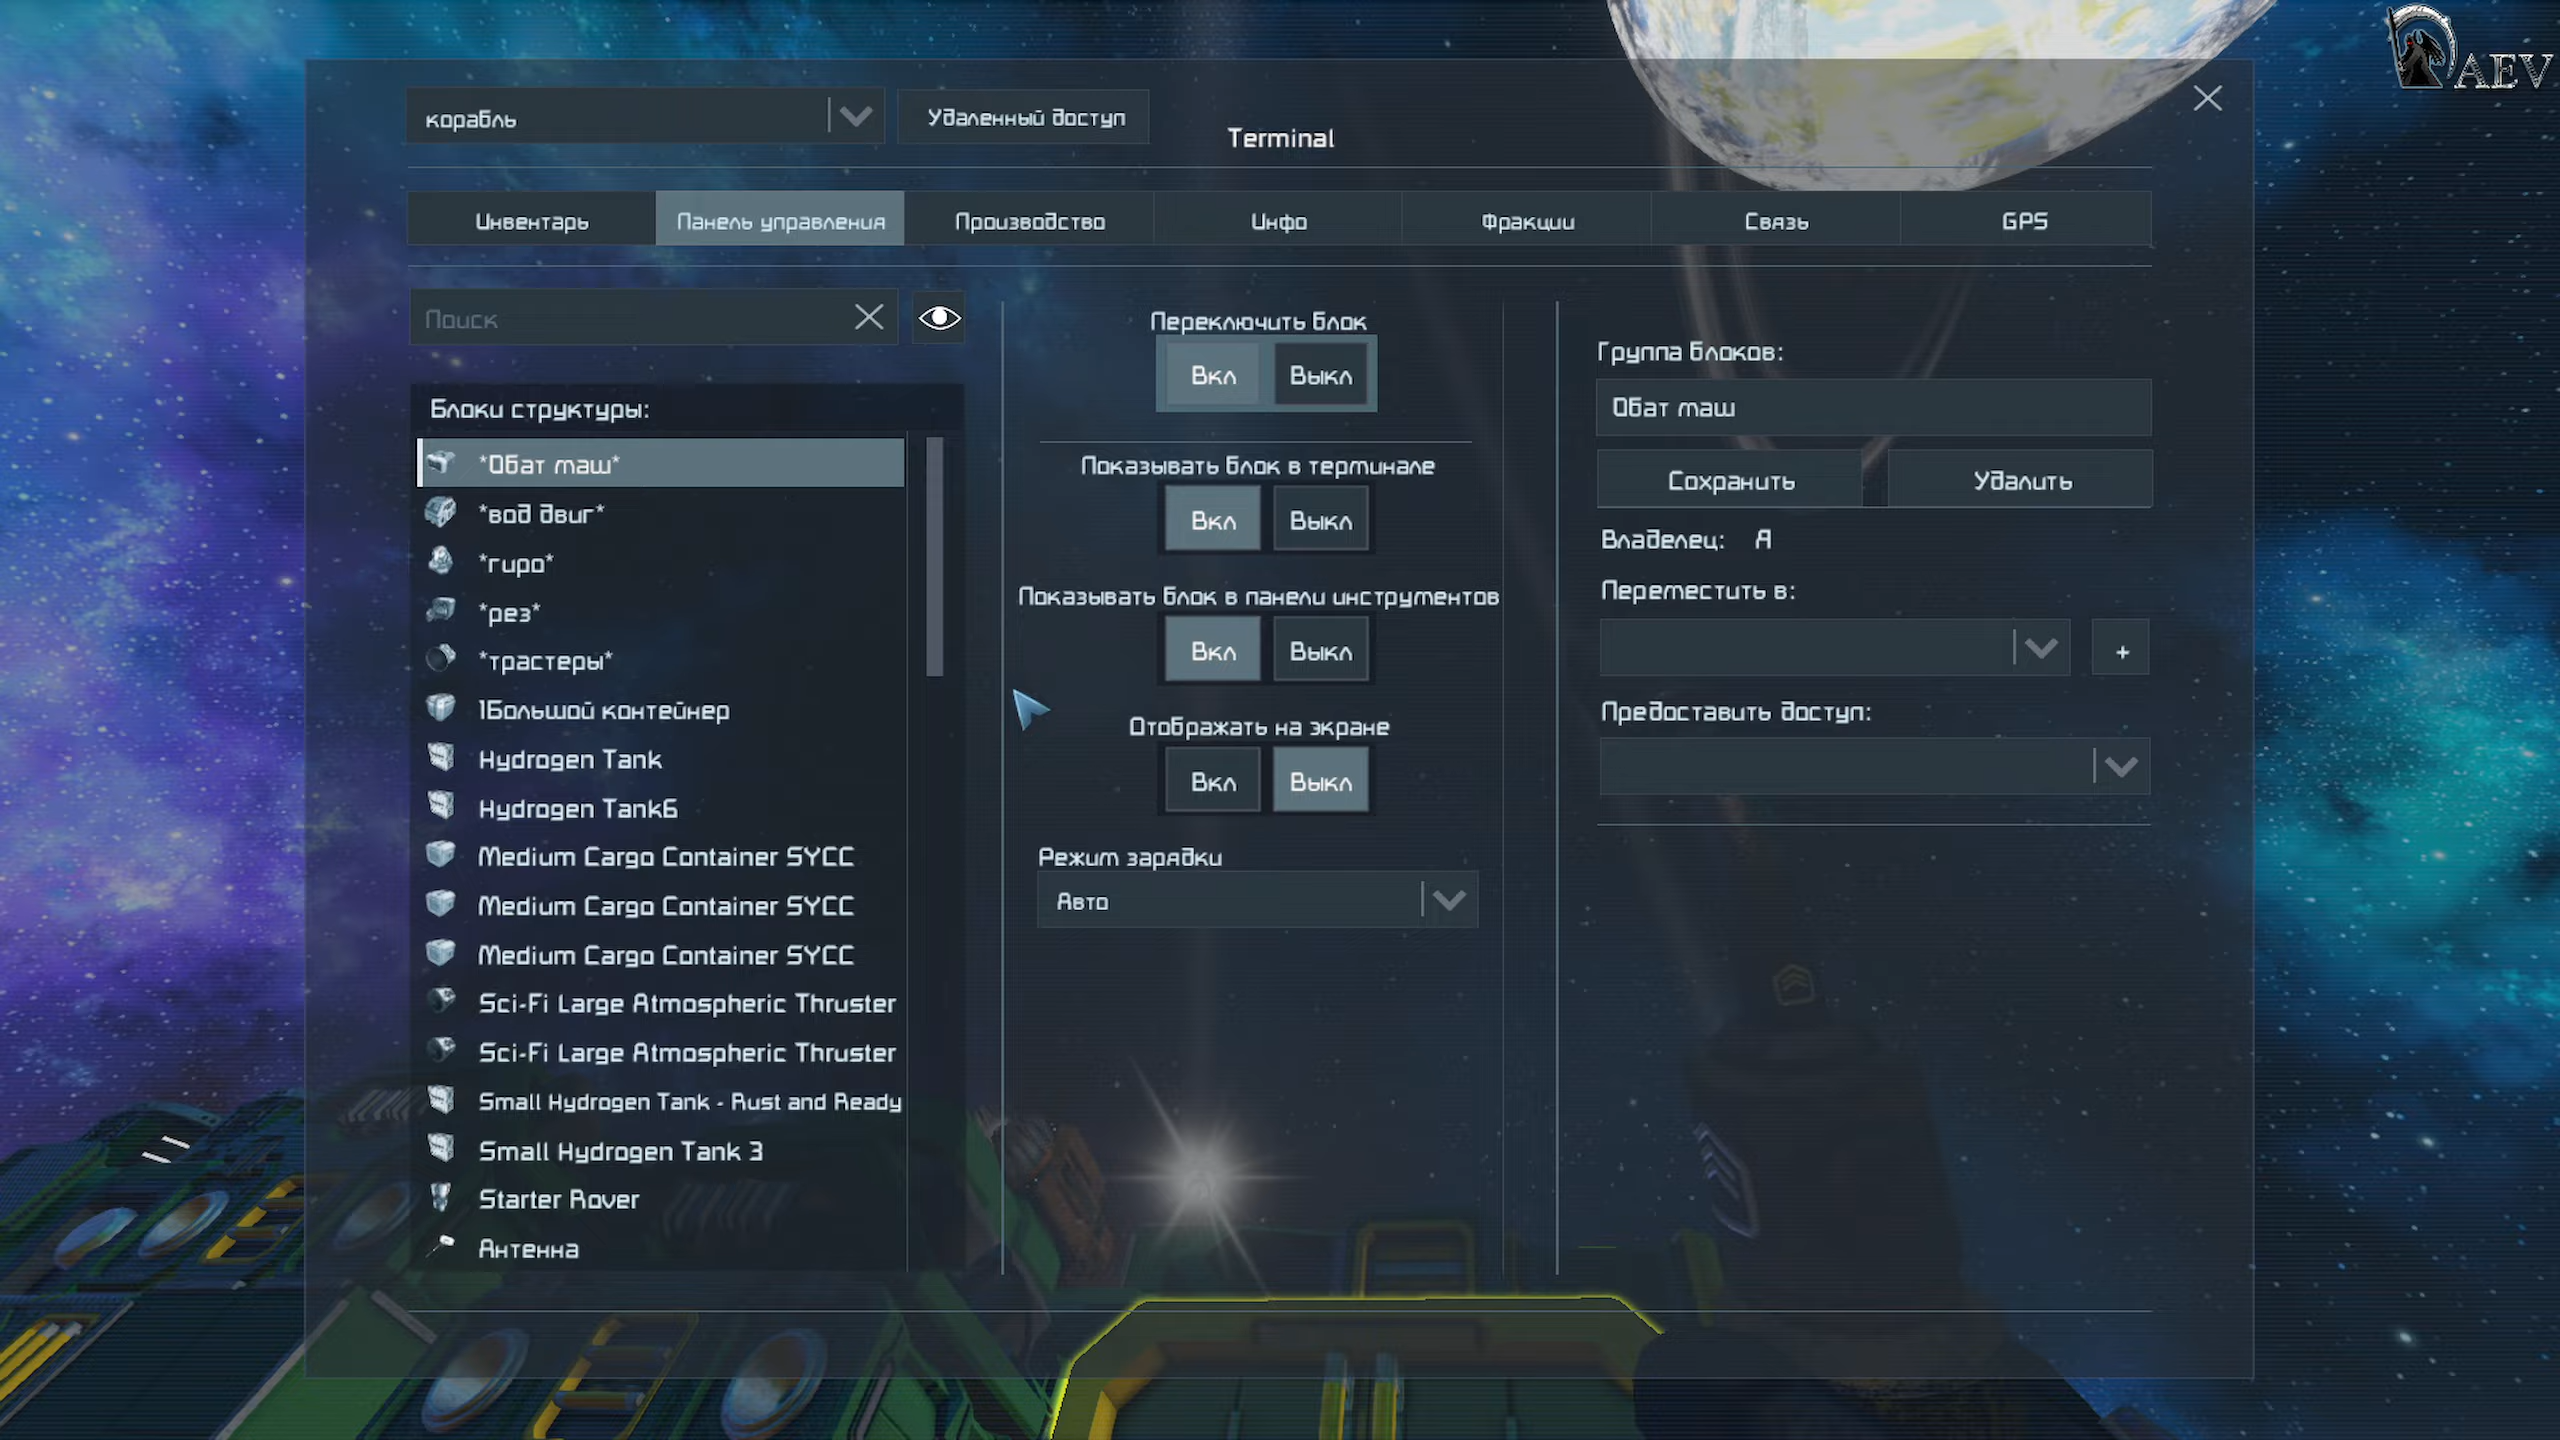 AEV
корабль
Удаленный доступ
Terminal
Инвентарь
Панель управления
Производство
Инфо
Фракции
Связь
GPS
Поиск
Блоки структуры:
*Обат маш*
*вод двиг*
*гиро*
*рез*
*трастеры*
1Большой контейнер
Hydrogen Tank
Hydrogen Tank6
Medium Cargo Container SYCC
Medium Cargo Container SYCC
Medium Cargo Container SYCC
Sci-Fi Large Atmospheric Thruster
Sci-Fi Large Atmospheric Thruster
Small Hydrogen Tank - Rust and Ready
Small Hydrogen Tank 3
Starter Rover
Антенна
Переключить блок
Вкл Выкл
Показывать блок в терминале
Вкл Выкл
Показывать блок в панели инструментов
Вкл Выкл
Отображать на экране
Вкл Выкл
Режим зарядки
Авто
Группа блоков:
Обат маш
Сохранить
Удалить
Владелец: A
Переместить в:
+
Предоставить доступ: